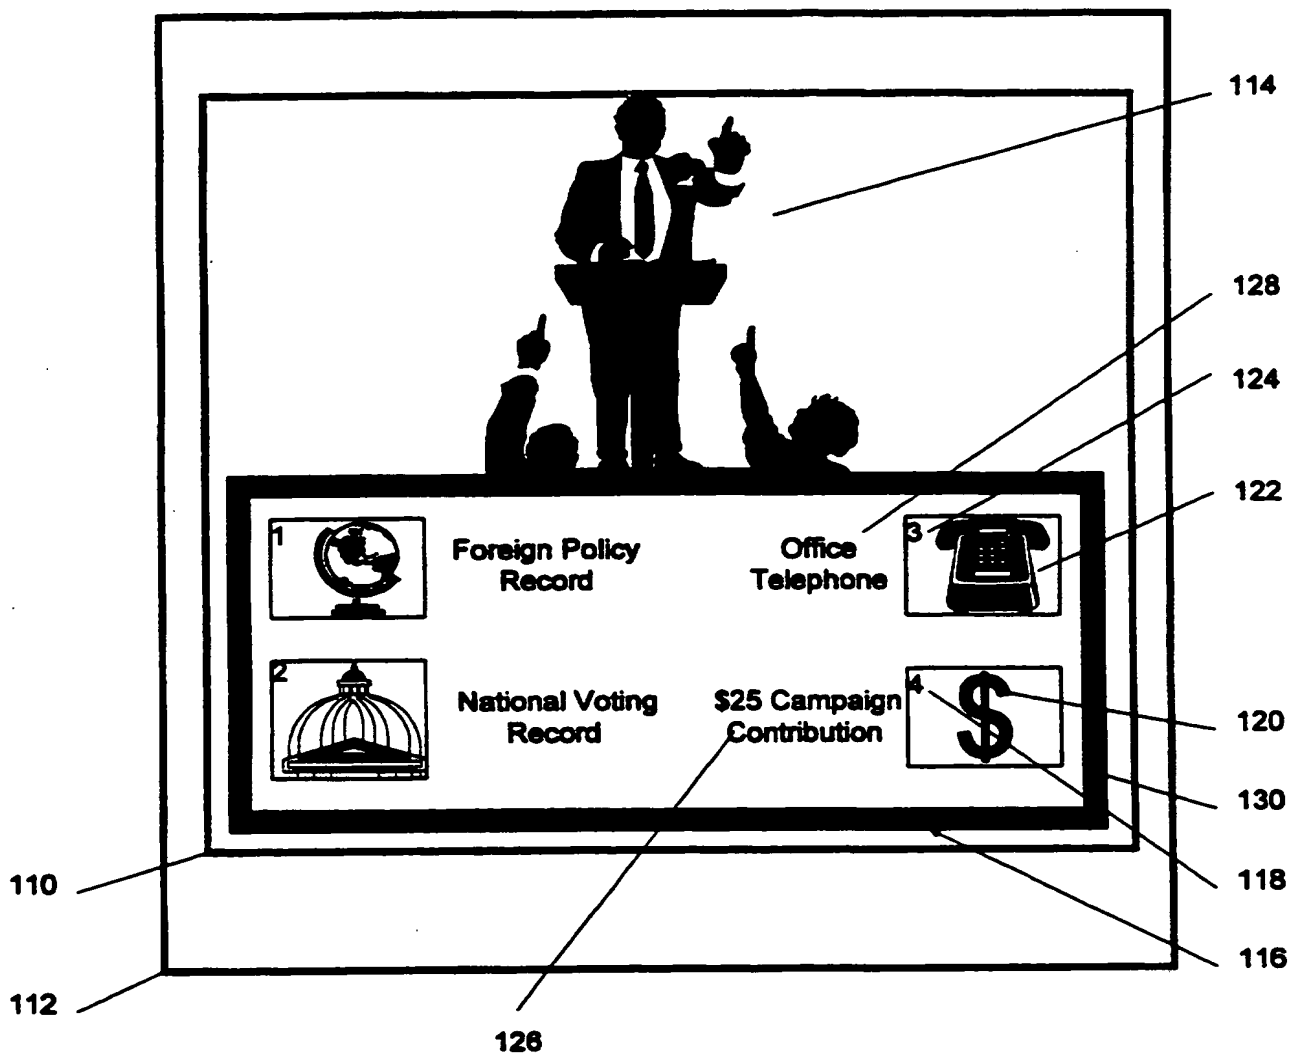 114
128
124
122
1
Foreign Policy
Record
Office
Telephone
3
2
National Voting
Record
$25 Campaign
Contribution
4
120
130
110
118
116
112
126